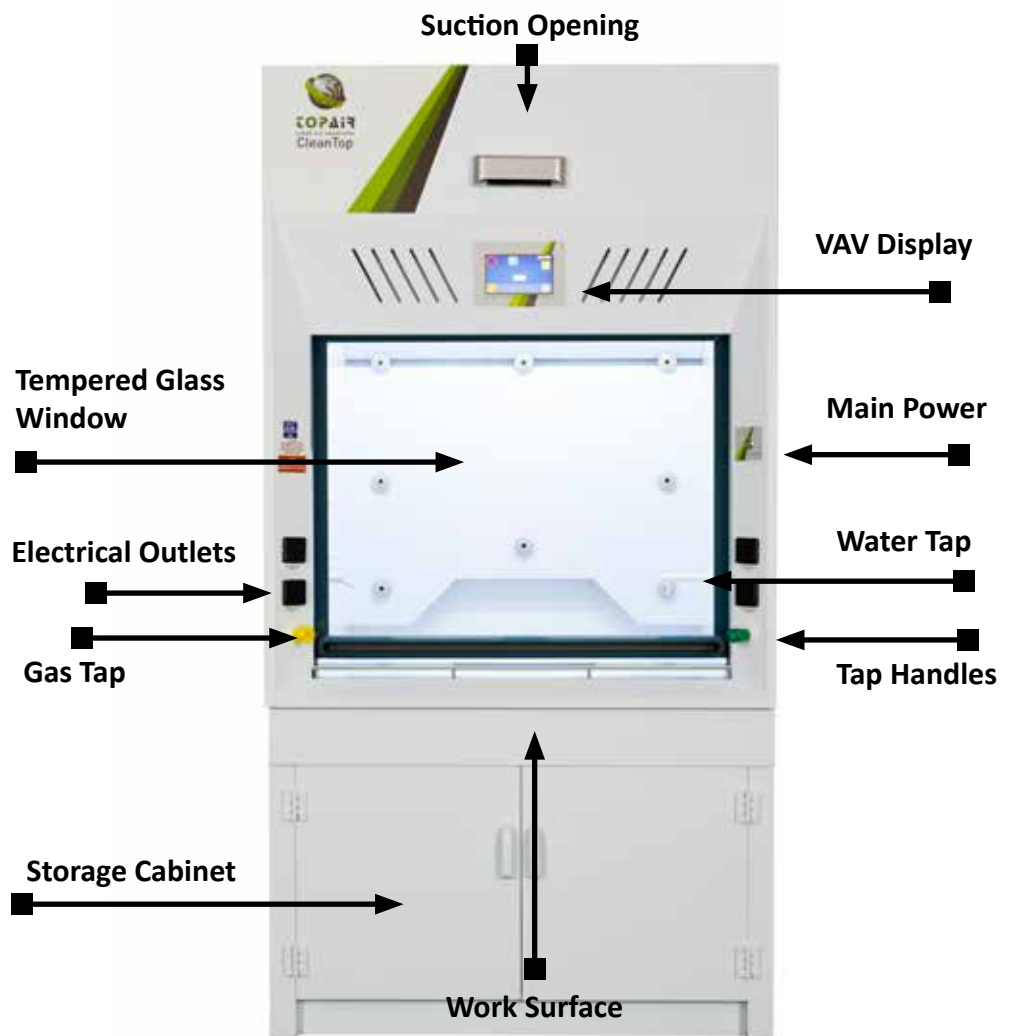 Suction Opening
TOPAIR
CleanTop
VAV Display
Tempered Glass
Window
Main Power
Electrical Outlets
Water Tap
Gas Tap
Tap Handles
Storage Cabinet
Work Surface